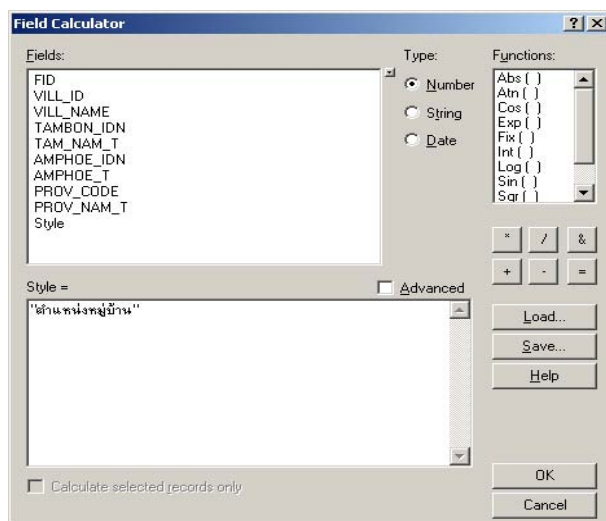 Field Calculator
Fields:
FID
VILL_ID
VILL_NAME
TAMBON_IDN
TAM_NAM_T
AMPHOE_IDN
AMPHOE_T
PROV_CODE
PROV_NAM_T
Style
Type:
Number
String
Date
Functions:
Abs ( )
Atn ( )
Cos ( )
Exp ( )
Fix ( )
Int ( )
Log ( )
Sin ( )
Sqr ( )
* / &
+ - =
Style =
Advanced
"ตำแหน่งหมู่บ้าน"
Load...
Save...
Help
Calculate selected records only
OK
Cancel